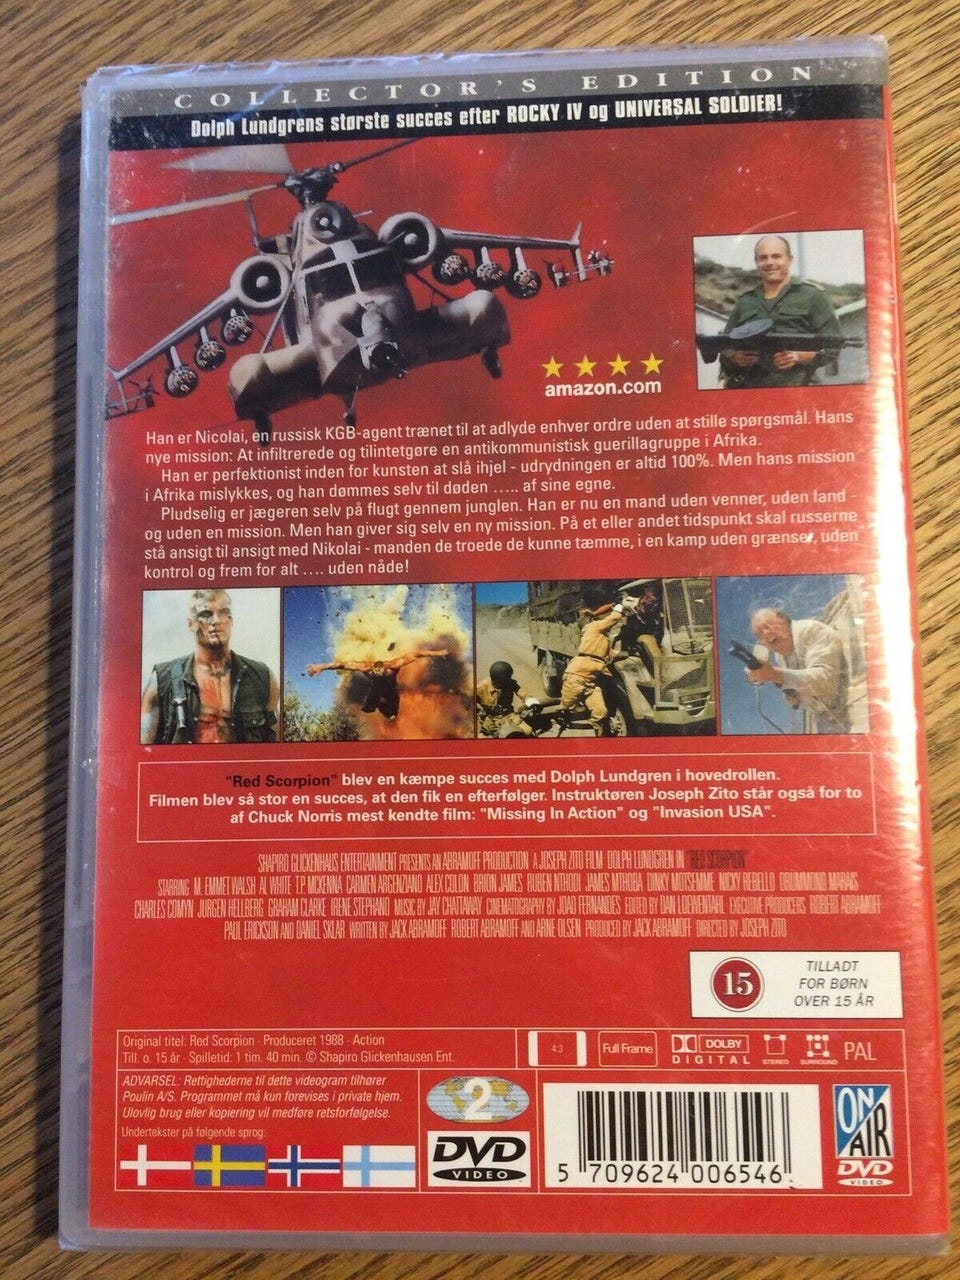 COLLECTOR'S EDITION
Dolph Lundgrens største succes efter ROCKY IV og UNIVERSAL SOLDIER!
amazon.com
Han er Nicolai, en russisk KGB-agent trænet til at adlyde enhver ordre uden at stille spørgsmål. Hans
nye mission: At infiltrerede og tilintetgøre en antikommunistisk guerillagruppe i Afrika.
Han er perfektionist inden for kunsten at slå ihjel - udrydningen er altid 100%. Men hans mission
i Afrika mislykkes, og han dømmes selv til døden ..... af sine egne.
Pludselig er jægeren selv på flugt gennem junglen. Han er nu en mand uden venner, uden land -
og uden en mission. Men han giver sig selv en ny mission. På et eller andet tidspunkt skal russerne
stå ansigt til ansigt med Nikolai - manden de troede de kunne tæmme, i en kamp uden grænser, uden
kontrol og frem for alt .... uden nåde!
"Red Scorpion" blev en kæmpe succes med Dolph Lundgren i hovedrollen.
Filmen blev så stor en succes, at den fik en efterfølger. Instruktøren Joseph Zito står også for to
af Chuck Norris mest kendte film: "Missing In Action" og "Invasion USA".
SHAPIRO GLICKENHAUS ENTERTAINMENT PRESENTS AN ABRAMOFF PRODUCTION A JOSEPH ZITO FILM DOLPH LUNDGREN IN "RED SCORPION"
STARRING M. EMMET WALSH AL WHITE T.P. MCKENNA CARMEN ARGENZIANO ALEX COLON BRION JAMES RUBEN NTHODI JAMES MTHOBA DINKY MOTSEMME NICKY REBELLO DRUMMOND MARAIS
CHARLES COMYN JURGEN HELLBERG GRAHAM CLARKE IRENE STEPHANO MUSIC BY JAY CHATTAWAY CINEMATOGRAPHY BY JOAO FERNANDES EDITED BY DAN LOEWENTAHL EXECUTIVE PRODUCERS ROBERT ABRAMOFF
PAUL ERICKSON AND DANIEL SKLAR WRITTEN BY JACK ABRAMOFF ROBERT ABRAMOFF AND ARNE OLSEN PRODUCED BY JACK ABRAMOFF DIRECTED BY JOSEPH ZITO
15
TILLADT
FOR BØRN
OVER 15 ÅR
Original titel: Red Scorpion · Produceret 1988 · Action
Till. o. 15 år · Spilletid: 1 tim. 40 min. © Shapiro Glickenhausen Ent.
4:3
Full Frame
DOLBY
DIGITAL
STEREO
SURROUND
PAL
ADVARSEL: Rettighederne til dette videogram tilhører
Poulin A/S. Programmet må kun forevises i private hjem.
Ulovlig brug eller kopiering vil medføre retsforfølgelse.
Undertekster på følgende sprog:
2
DVD
VIDEO
5 709624 006546
ON
AIR
DVD
VIDEO